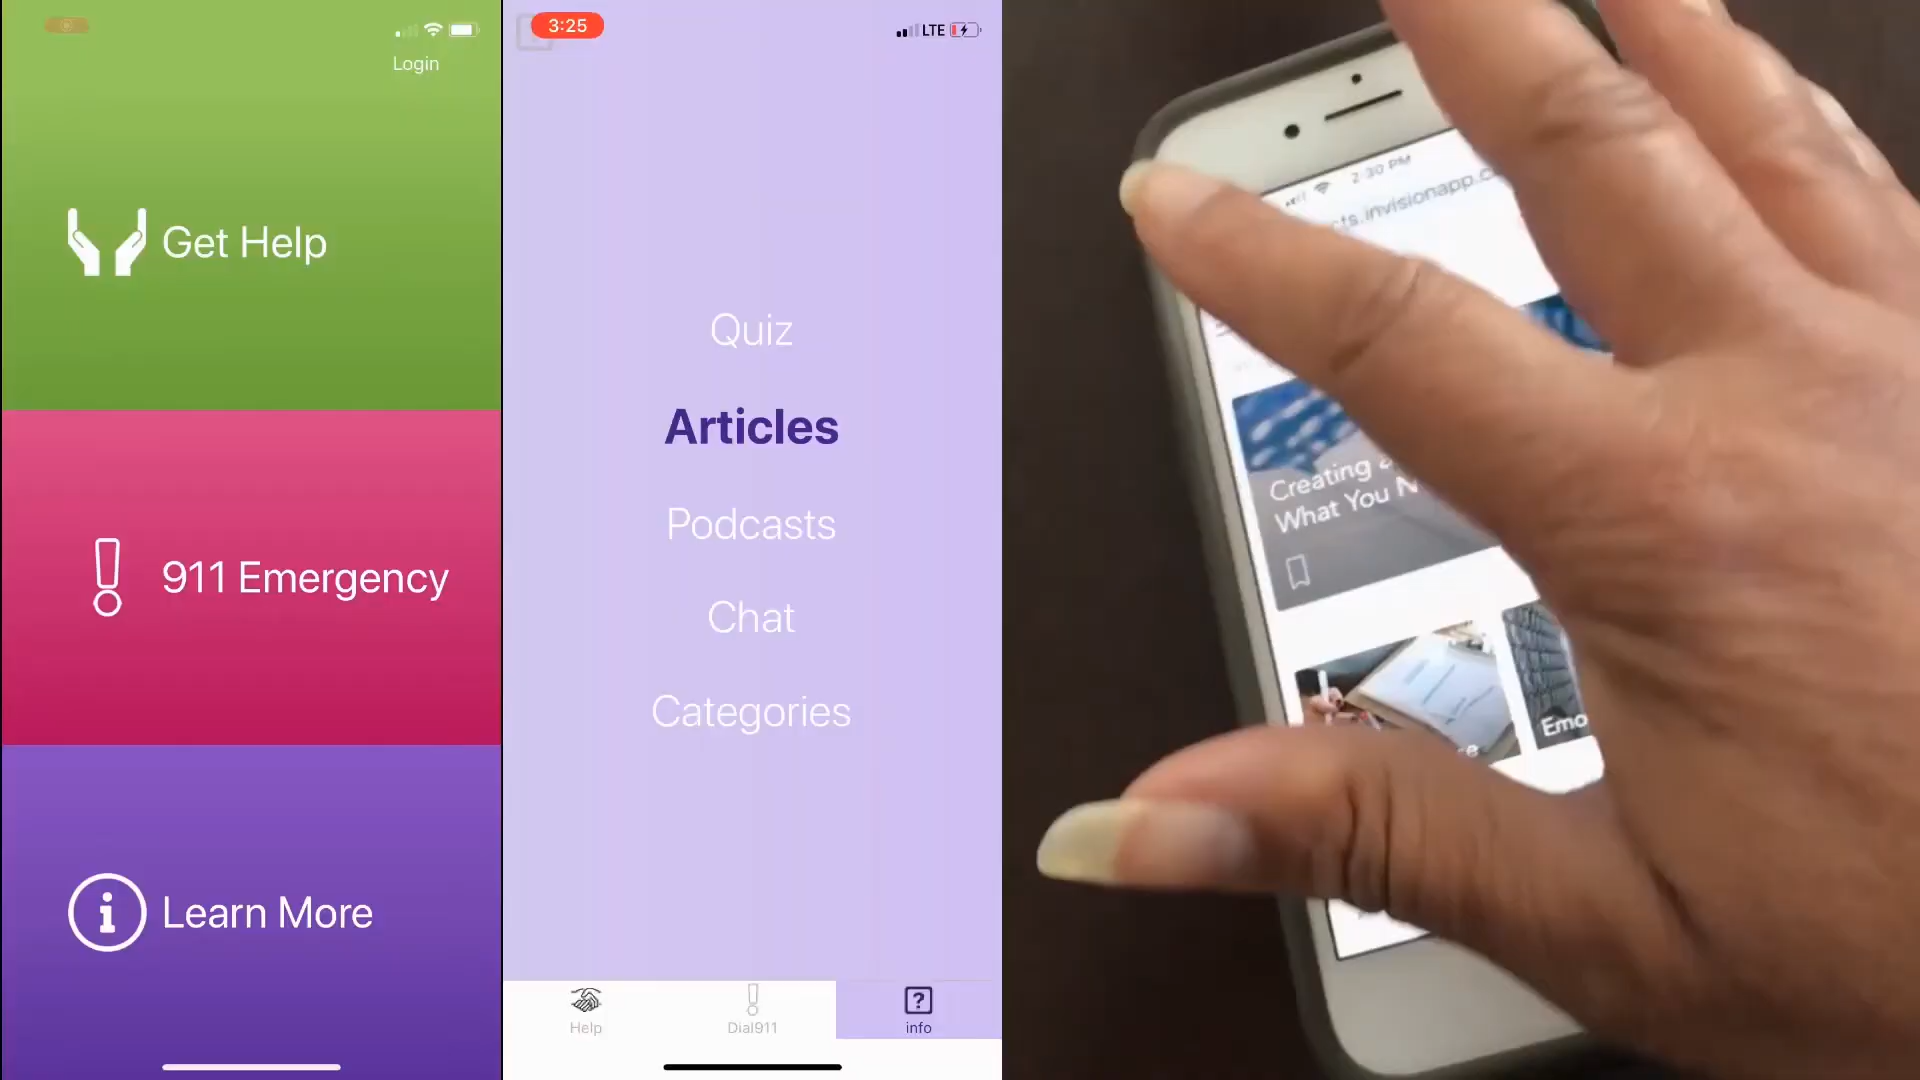 Login
Get Help
911 Emergency
Learn More
3:25
LTE
Quiz
Articles
Podcasts
Chat
Categories
Help
Dial911
info
2:30 PM
cts.invisionapp.c
Creating a
What You N
Emo